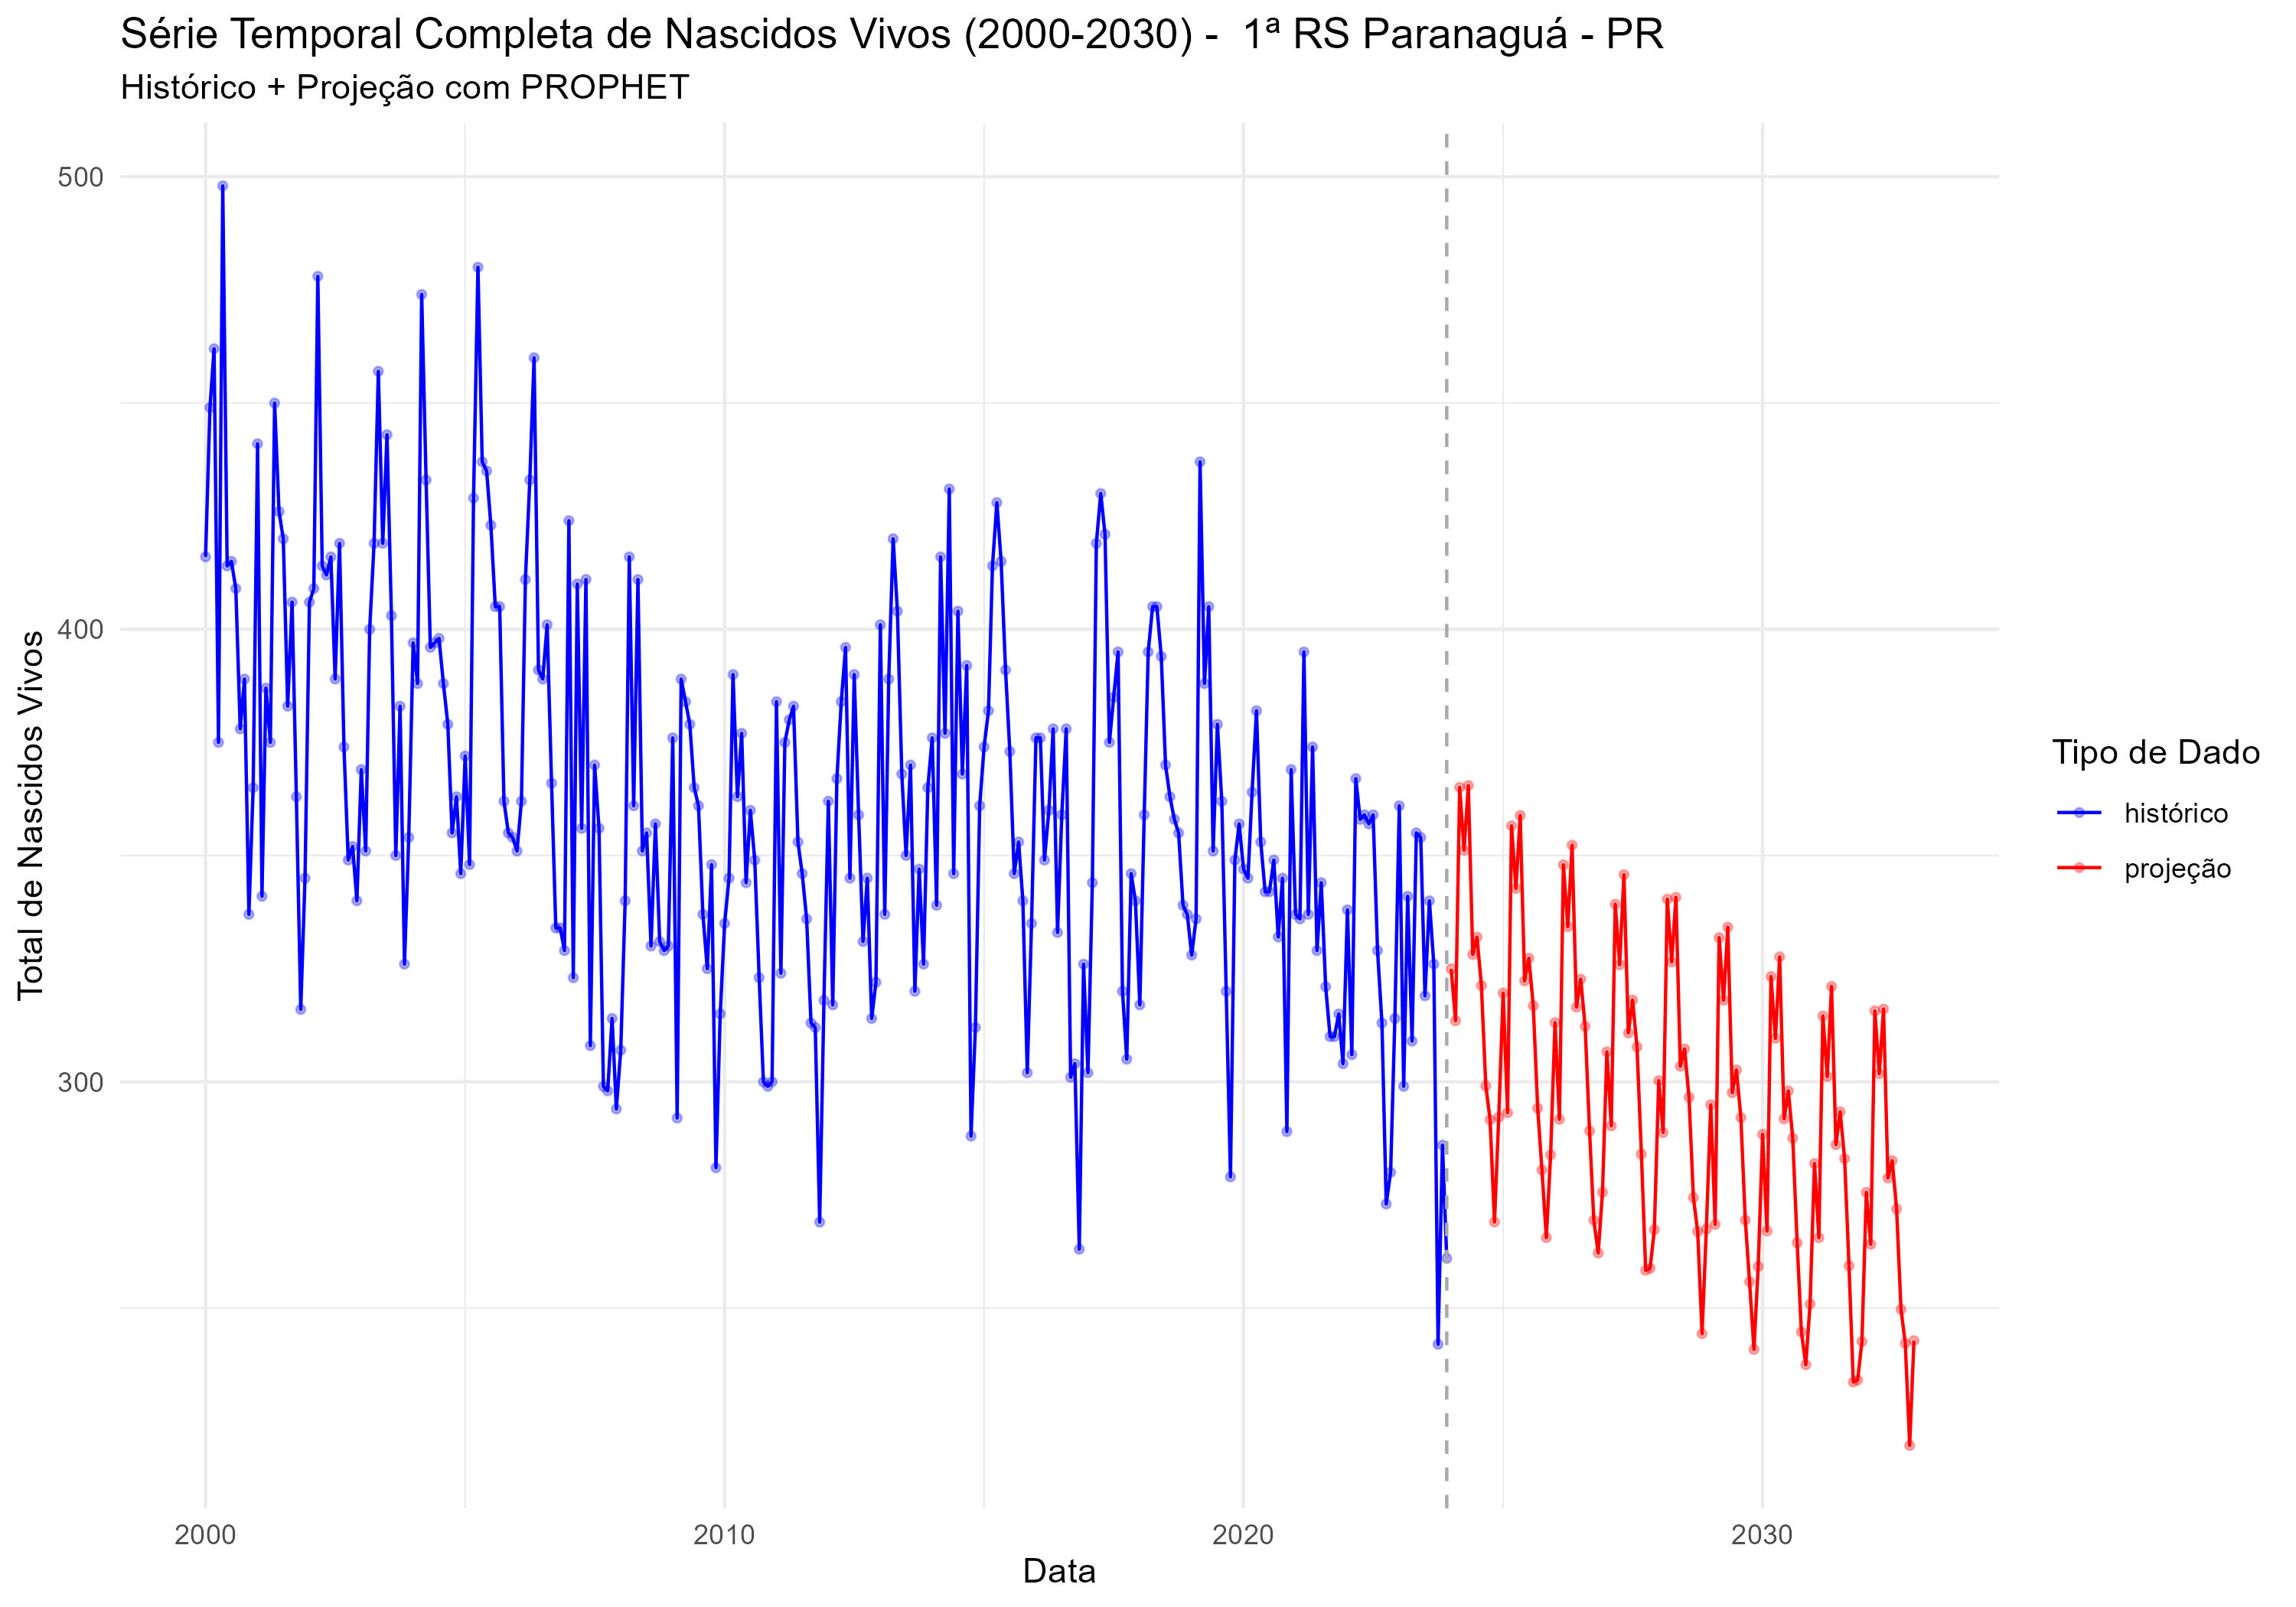 Série Temporal Completa de Nascidos Vivos (2000-2030) -  1ª RS Paranaguá - PR
Histórico + Projeção com PROPHET
Total de Nascidos Vivos
500
400
300
2000
2010
2020
2030
Data
Tipo de Dado
histórico
projeção